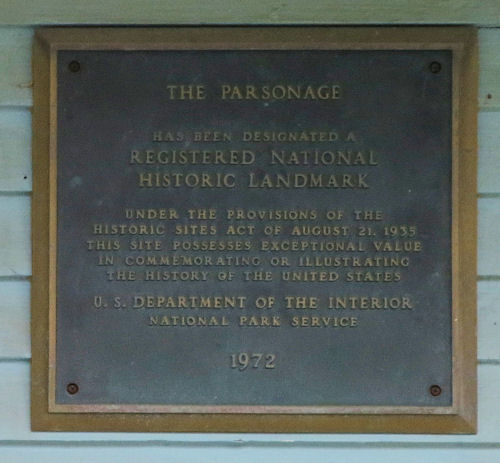 THE PARSONAGE
HAS BEEN DESIGNATED A
REGISTERED NATIONAL
HISTORIC LANDMARK
UNDER THE PROVISIONS OF THE
HISTORIC SITES ACT OF AUGUST 21, 1935
THIS SITE POSSESSES EXCEPTIONAL VALUE
IN COMMEMORATING OR ILLUSTRATING
THE HISTORY OF THE UNITED STATES
U. S. DEPARTMENT OF THE INTERIOR
NATIONAL PARK SERVICE
1972